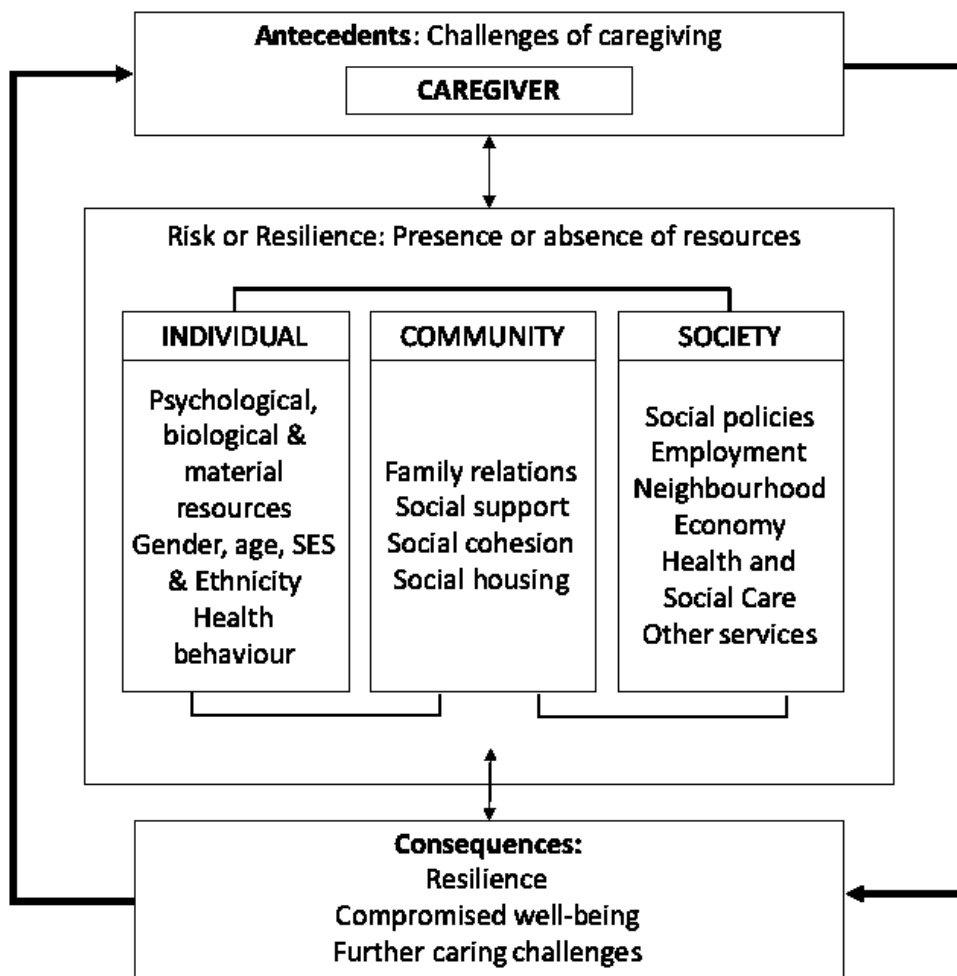 Antecedents: Challenges of caregiving
CAREGIVER
Risk or Resilience: Presence or absence of resources
INDIVIDUAL
Psychological,
biological &
material
resources
Gender, age, SES
& Ethnicity
Health
behaviour
COMMUNITY
Family relations
Social support
Social cohesion
Social housing
SOCIETY
Social policies
Employment
Neighbourhood
Economy
Health and
Social Care
Other services
Consequences:
Resilience
Compromised well-being
Further caring challenges